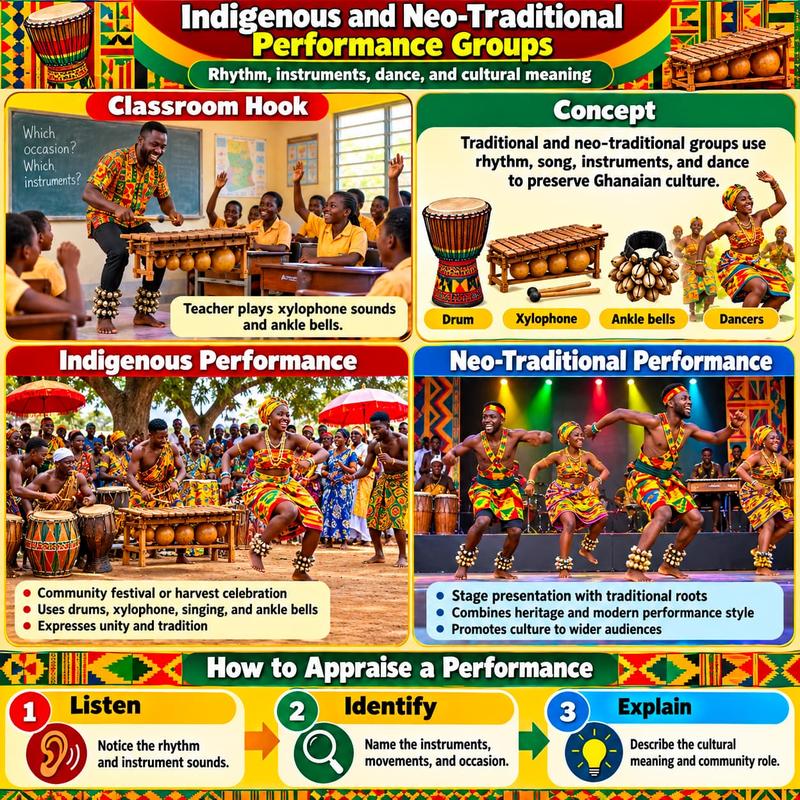 Indigenous and Neo-Traditional
Performance Groups
Rhythm, instruments, dance, and cultural meaning
Classroom Hook
Which
occasion?
Which
instruments?
Teacher plays xylophone sounds
and ankle bells.
Concept
Traditional and neo-traditional groups use
rhythm, song, instruments, and dance
to preserve Ghanaian culture.
Drum
Xylophone
Ankle bells
Dancers
Indigenous Performance
• Community festival or harvest celebration
• Uses drums, xylophone, singing, and ankle bells
• Expresses unity and tradition
Neo-Traditional Performance
• Stage presentation with traditional roots
• Combines heritage and modern performance style
• Promotes culture to wider audiences
How to Appraise a Performance
1 Listen
Notice the rhythm
and instrument sounds.
2 Identify
Name the instruments,
movements, and occasion.
3 Explain
Describe the cultural
meaning and community role.